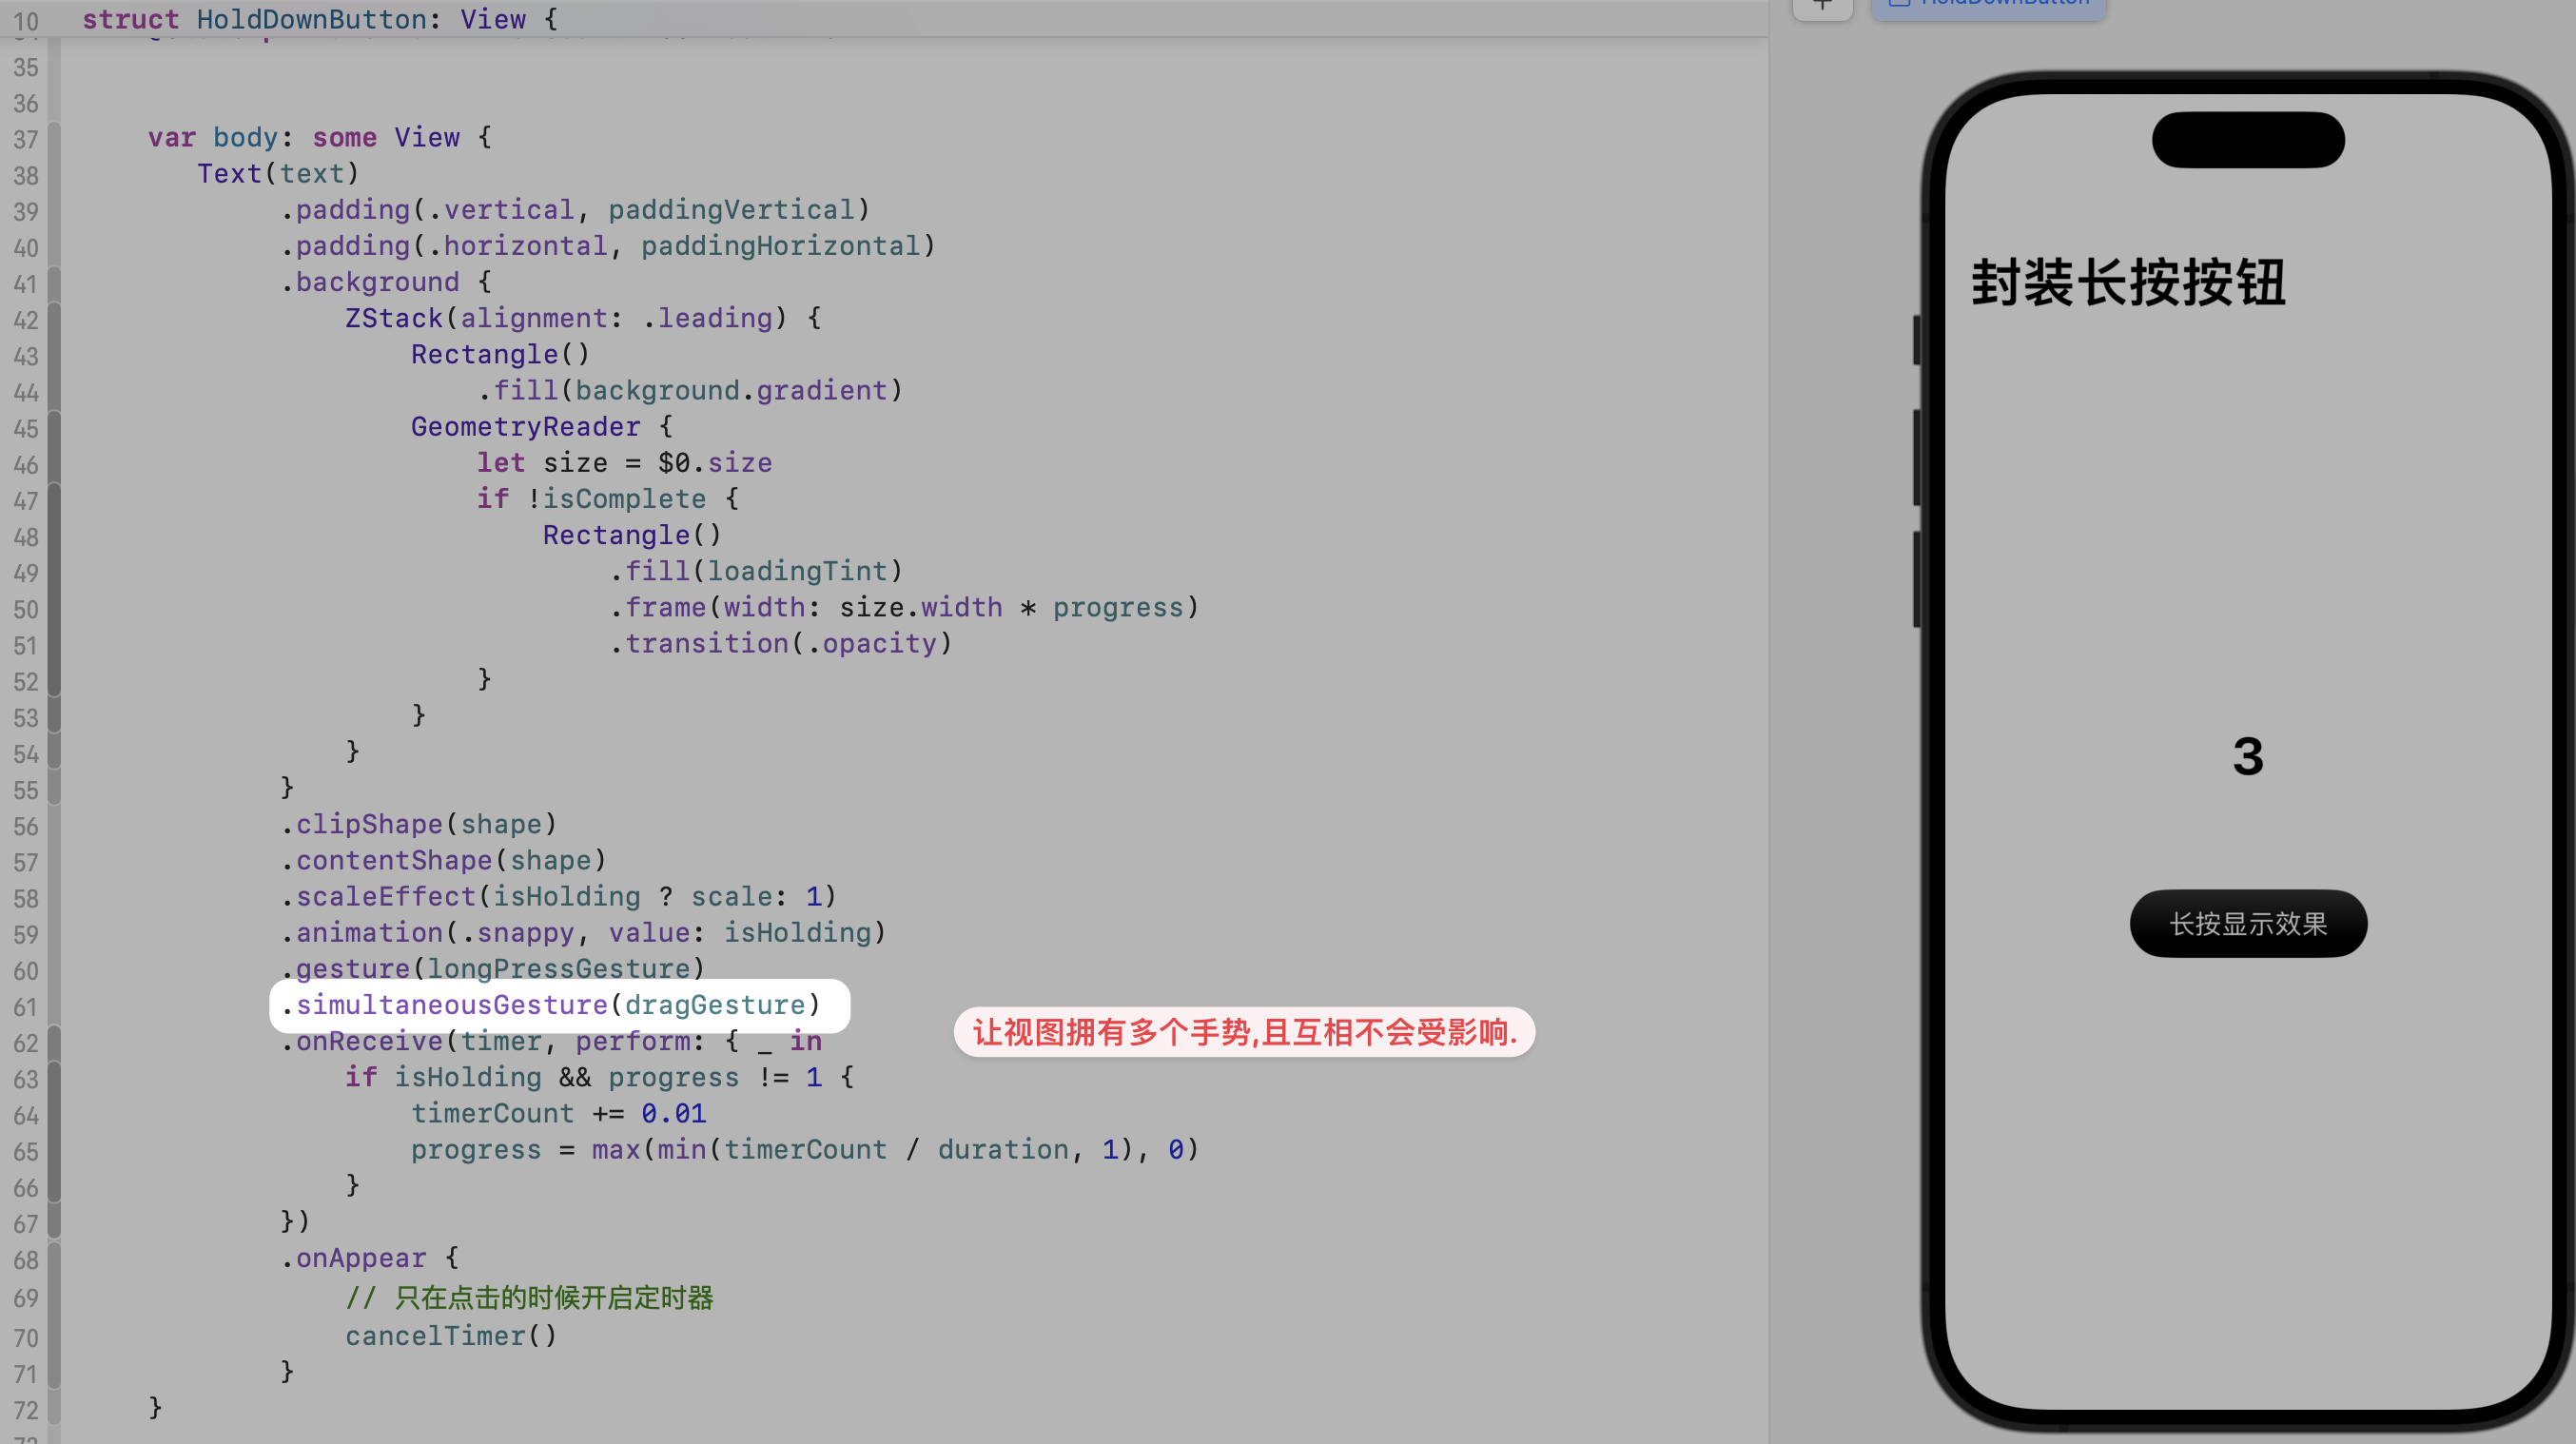 10 struct HoldDownButton: View {
35
36
37 var body: some View {
38 Text(text)
39 .padding(.vertical, paddingVertical)
40 .padding(.horizontal, paddingHorizontal)
41 .background {
42 ZStack(alignment: .leading) {
43 Rectangle()
44 .fill(background.gradient)
45 GeometryReader {
46 let size = $0.size
47 if !isComplete {
48 Rectangle()
49 .fill(loadingTint)
50 .frame(width: size.width * progress)
51 .transition(.opacity)
52 }
53 }
54 }
55 }
56 .clipShape(shape)
57 .contentShape(shape)
58 .scaleEffect(isHolding ? scale: 1)
59 .animation(.snappy, value: isHolding)
60 .gesture(longPressGesture)
61 .simultaneousGesture(dragGesture)
62 .onReceive(timer, perform: { _ in
63 if isHolding && progress != 1 {
64 timerCount += 0.01
65 progress = max(min(timerCount / duration, 1), 0)
66 }
67 })
68 .onAppear {
69 // 只在点击的时候开启定时器
70 cancelTimer()
71 }
72 }
让视图拥有多个手势,且互相不会受影响.
HoldDownButton
封装长按按钮
3
长按显示效果